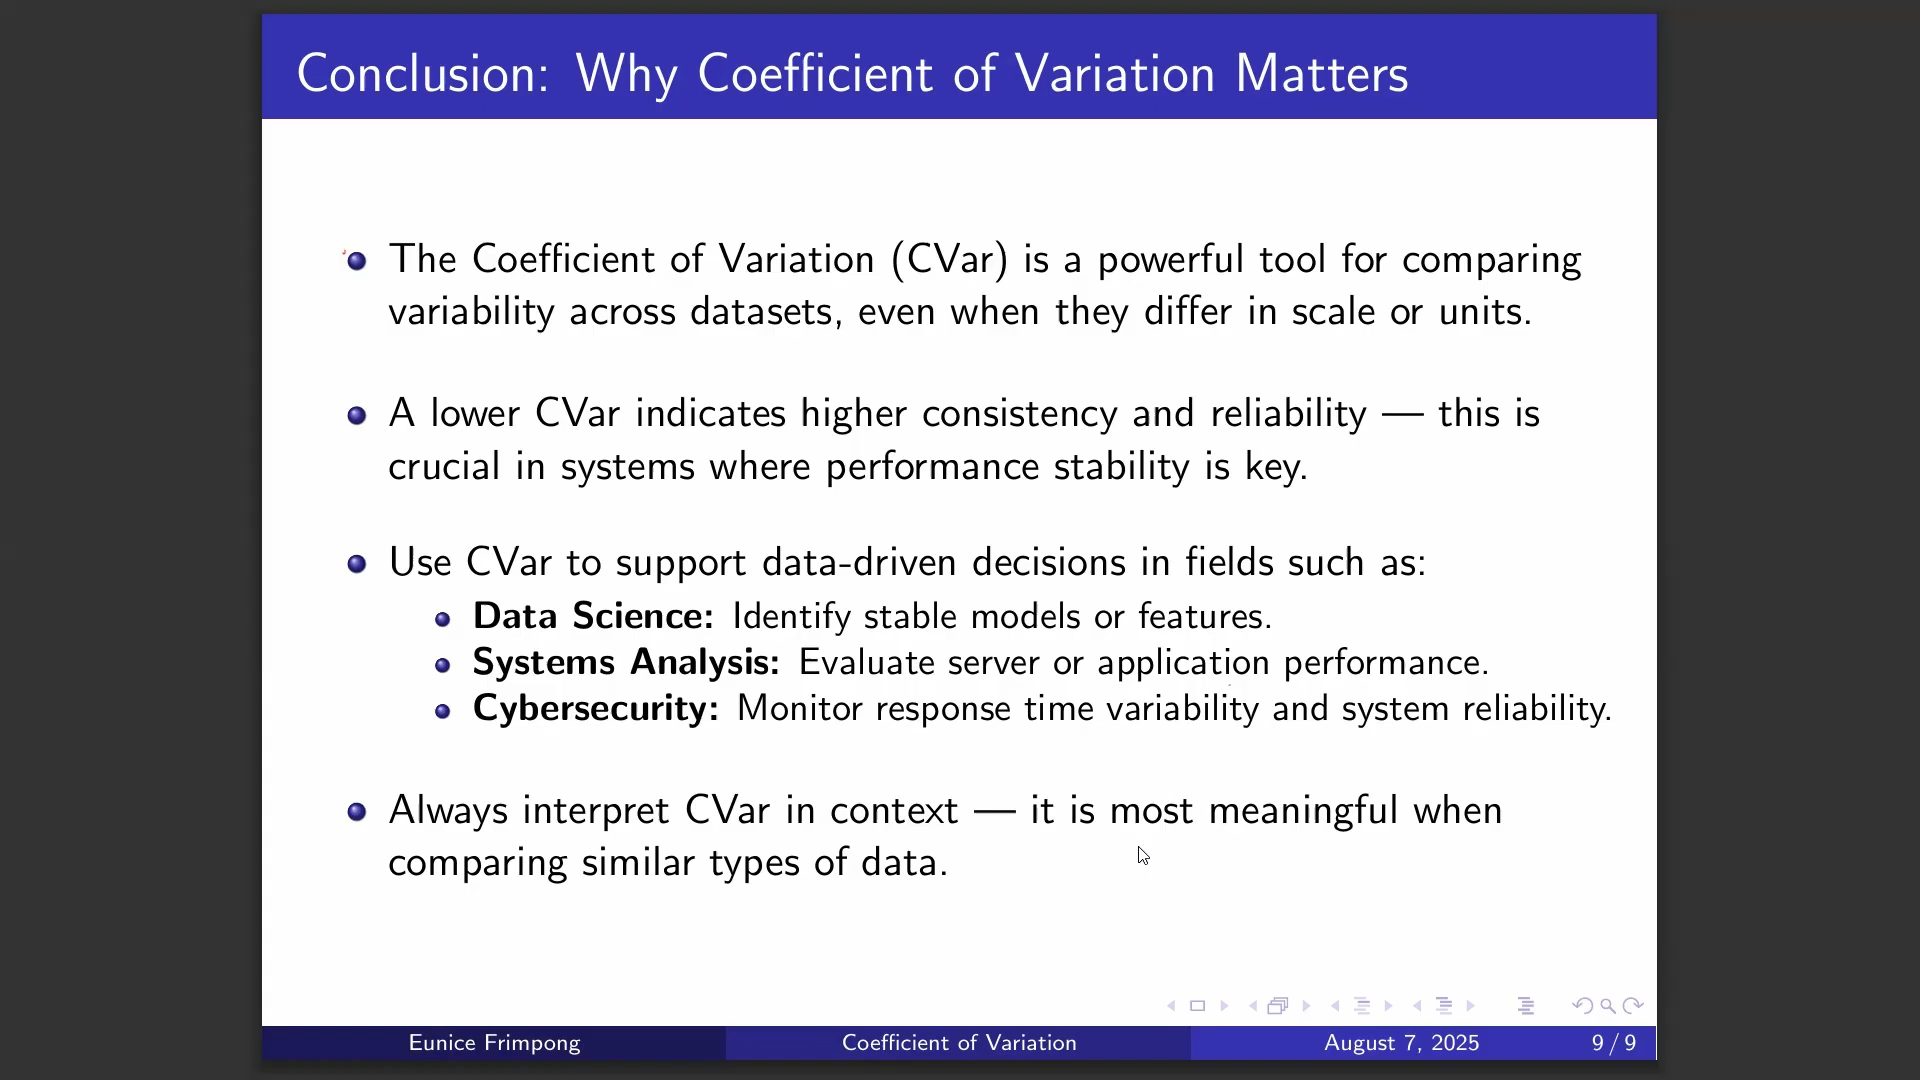 Conclusion: Why Coefficient of Variation Matters
The Coefficient of Variation (CVar) is a powerful tool for comparing
variability across datasets, even when they differ in scale or units.
A lower CVar indicates higher consistency and reliability — this is
crucial in systems where performance stability is key.
Use CVar to support data-driven decisions in fields such as:
Data Science: Identify stable models or features.
Systems Analysis: Evaluate server or application performance.
Cybersecurity: Monitor response time variability and system reliability.
Always interpret CVar in context — it is most meaningful when
comparing similar types of data.
Eunice Frimpong
Coefficient of Variation
August 7, 2025
9 / 9